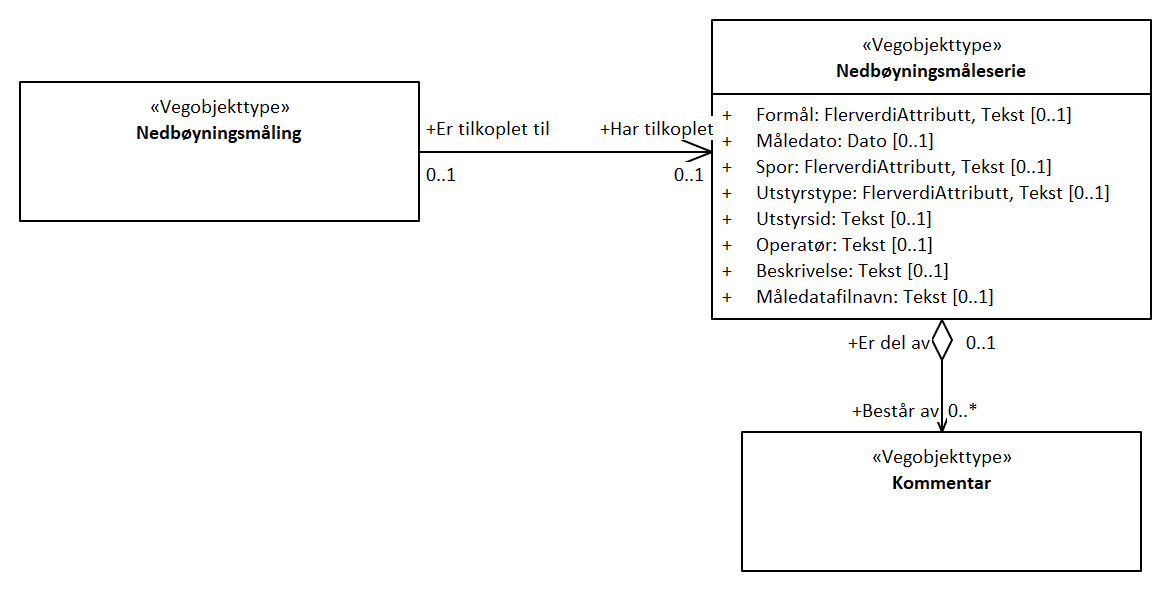 «Vegobjekttype»
Nedbøyningsmåling
+Er tilkoplet til
0..1
+Har tilkoplet
0..1
«Vegobjekttype»
Nedbøyningsmåleserie
+ Formål: FlerverdiAttributt, Tekst [0..1]
+ Måledato: Dato [0..1]
+ Spor: FlerverdiAttributt, Tekst [0..1]
+ Utstyrstype: FlerverdiAttributt, Tekst [0..1]
+ Utstyrsid: Tekst [0..1]
+ Operatør: Tekst [0..1]
+ Beskrivelse: Tekst [0..1]
+ Måledatafilnavn: Tekst [0..1]
+Er del av 0..1
+Består av 0..*
«Vegobjekttype»
Kommentar